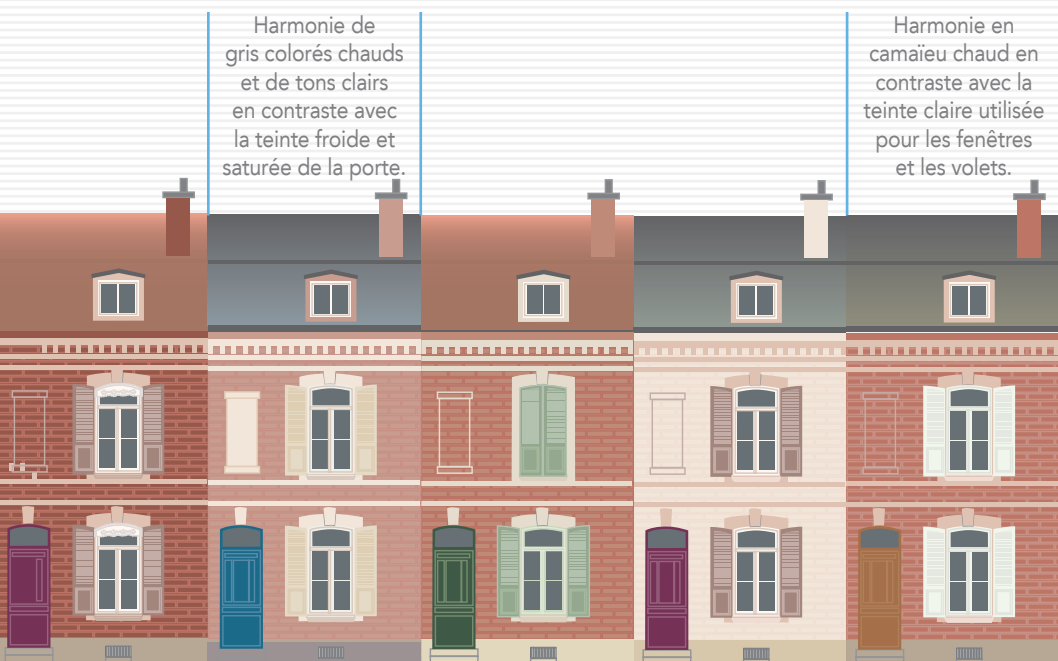 Harmonie de
gris colorés chauds
et de tons clairs
en contraste avec
la teinte froide et
saturée de la porte.
Harmonie en
camaïeu chaud en
contraste avec la
teinte claire utilisée
pour les fenêtres
et les volets.